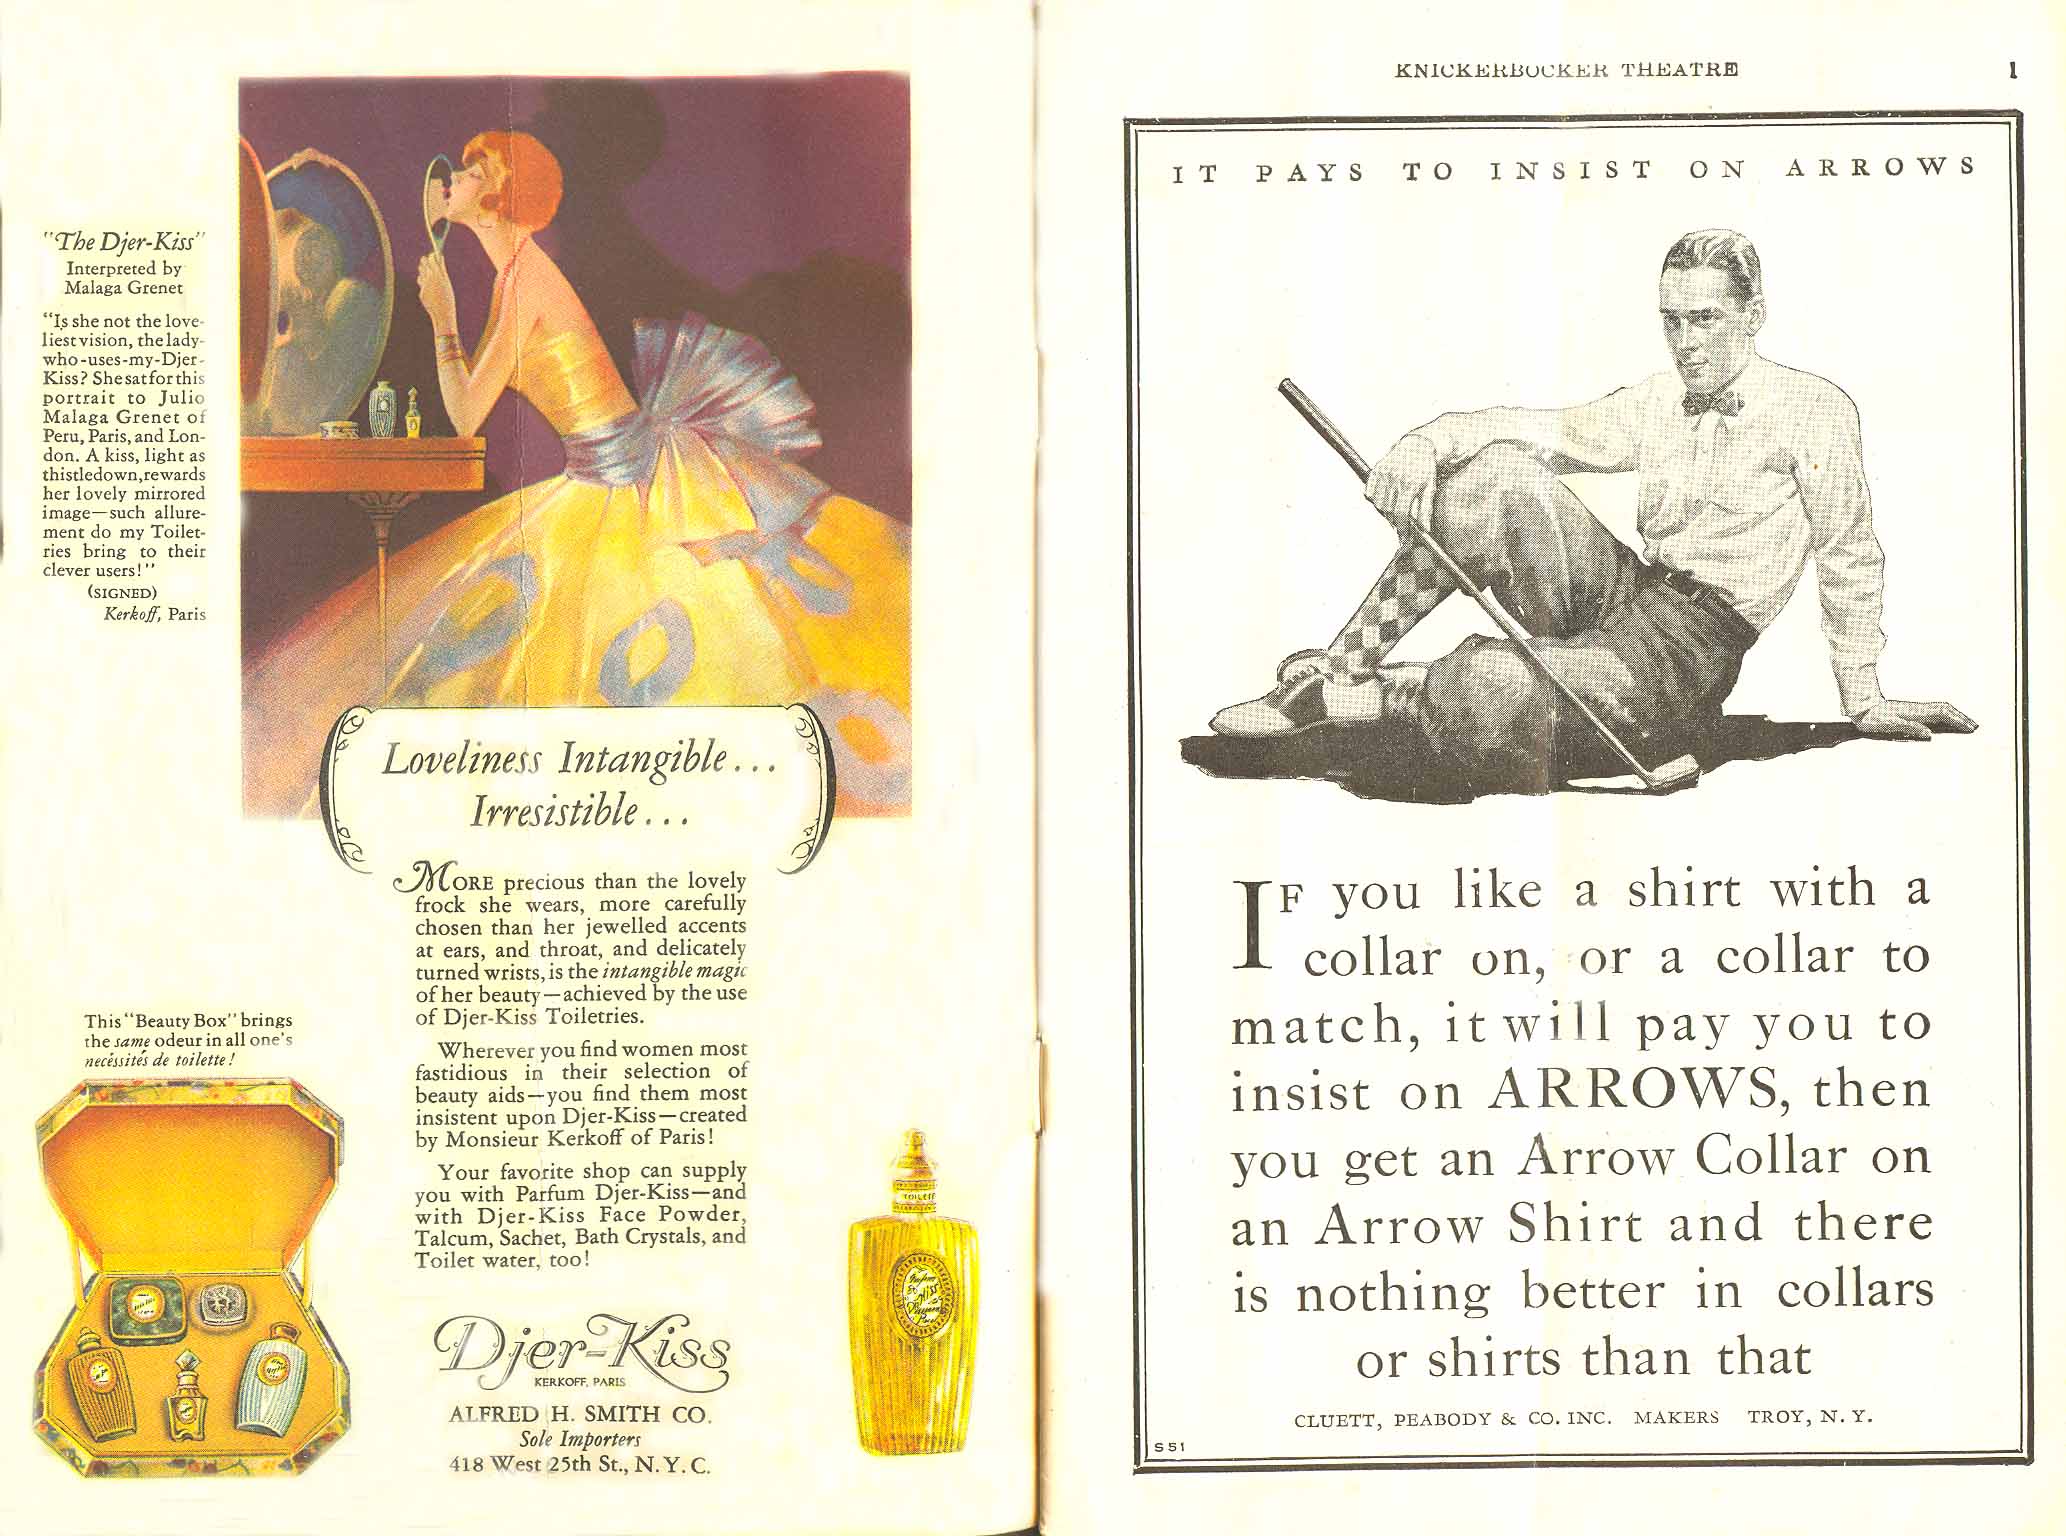 "The Djer-Kiss"
Interpreted by
Malaga Grenet
"Is she not the love-
liest vision, the lady-
who-uses-my-Djer-
Kiss? She sat for this
portrait to Julio
Malaga Grenet of
Peru, Paris, and Lon-
don. A kiss, light as
thistledown, rewards
her lovely mirrored
image—such allure-
ment do my Toilet-
ries bring to their
clever users!"
(SIGNED)
Kerkoff, Paris
Loveliness Intangible...
Irresistible...
MORE precious than the lovely
frock she wears, more carefully
chosen than her jewelled accents
at ears, and throat, and delicately
turned wrists, is the intangible magic
of her beauty—achieved by the use
of Djer-Kiss Toiletries.
Wherever you find women most
fastidious in their selection of
beauty aids—you find them most
insistent upon Djer-Kiss—created
by Monsieur Kerkoff of Paris!
Your favorite shop can supply
you with Parfum Djer-Kiss—and
with Djer-Kiss Face Powder,
Talcum, Sachet, Bath Crystals, and
Toilet water, too!
This "Beauty Box" brings
the same odeur in all one's
necéssités de toilette!
Djer-Kiss
KERKOFF, PARIS
ALFRED H. SMITH CO.
Sole Importers
418 West 25th St., N.Y.C.
KNICKERBOCKER THEATRE 1
IT PAYS TO INSIST ON ARROWS
IF you like a shirt with a
collar on, or a collar to
match, it will pay you to
insist on ARROWS, then
you get an Arrow Collar on
an Arrow Shirt and there
is nothing better in collars
or shirts than that
CLUETT, PEABODY & CO. INC. MAKERS TROY, N. Y.
S 51